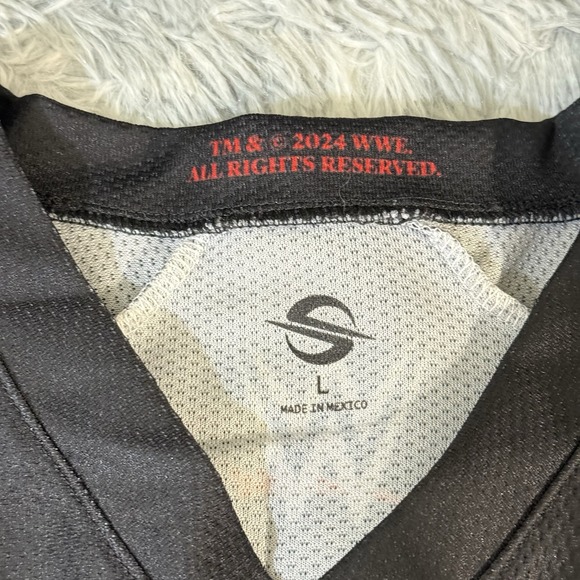 TM & © 2024 WWE.
ALL RIGHTS RESERVED.
L
MADE IN MEXICO